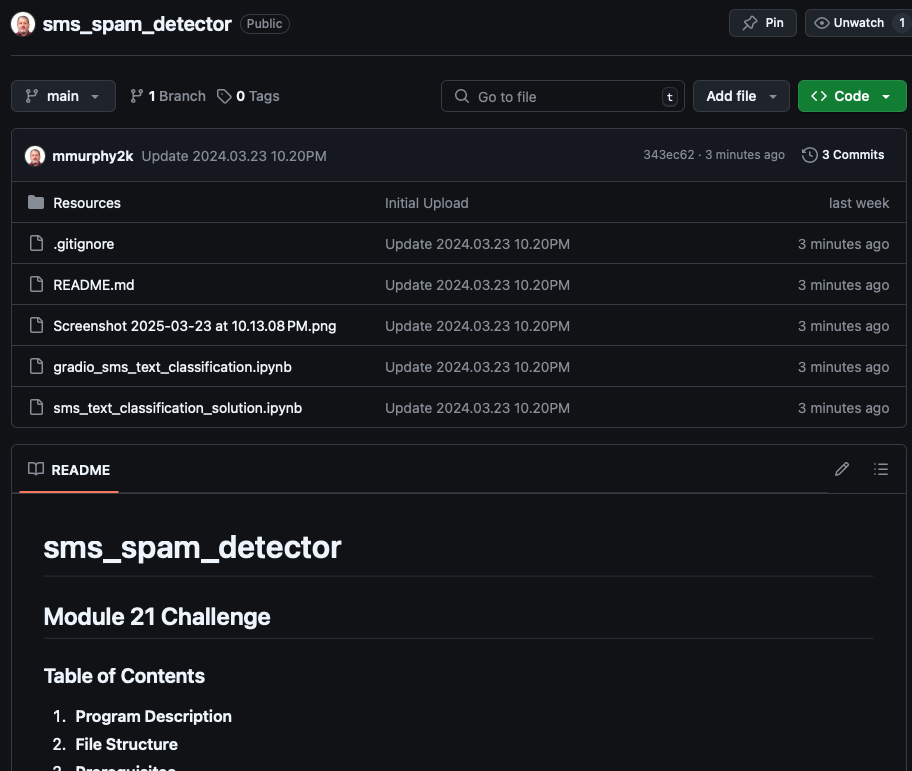 sms_spam_detector Public Pin Unwatch 1
main 1 Branch 0 Tags Go to file t Add file Code
mmurphy2k Update 2024.03.23 10.20PM 343ec62 · 3 minutes ago 3 Commits
Resources Initial Upload last week
.gitignore Update 2024.03.23 10.20PM 3 minutes ago
README.md Update 2024.03.23 10.20PM 3 minutes ago
Screenshot 2025-03-23 at 10.13.08 PM.png Update 2024.03.23 10.20PM 3 minutes ago
gradio_sms_text_classification.ipynb Update 2024.03.23 10.20PM 3 minutes ago
sms_text_classification_solution.ipynb Update 2024.03.23 10.20PM 3 minutes ago
README
sms_spam_detector
Module 21 Challenge
Table of Contents
1. Program Description
2. File Structure
3. Prerequisites